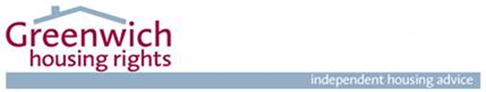 Greenwich
housing rights
independent housing advice